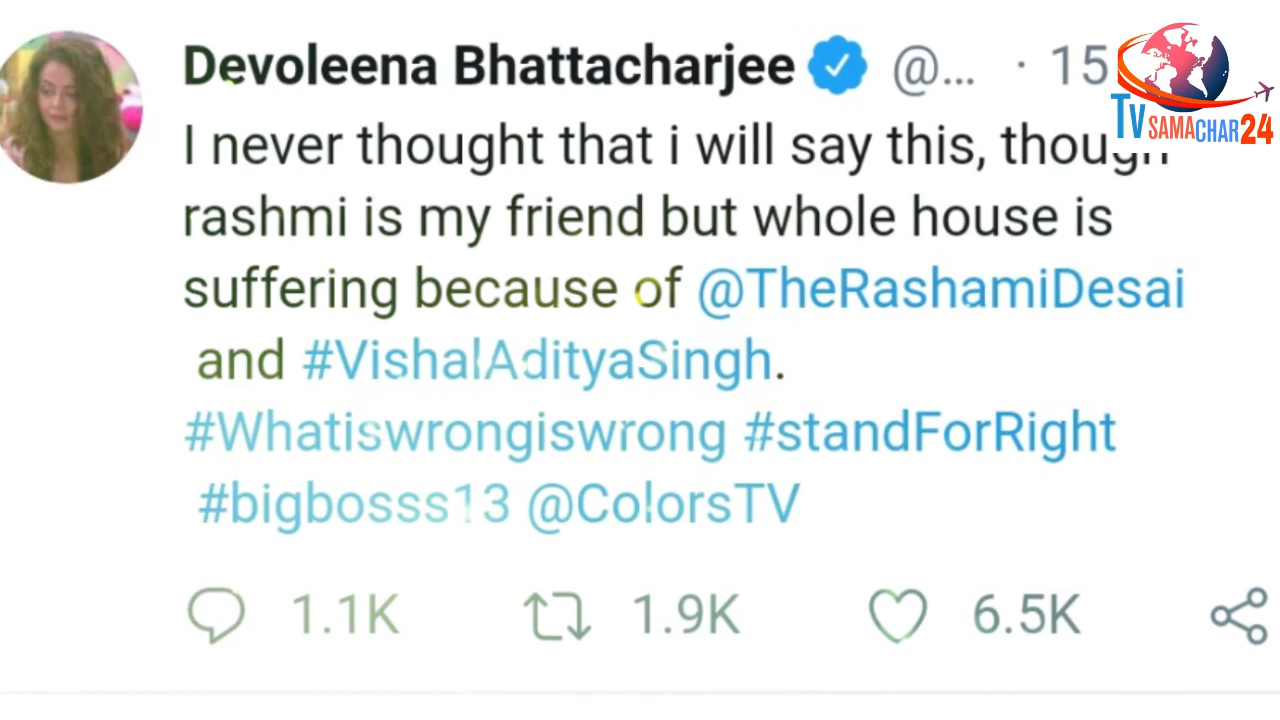 Devoleena Bhattacharjee @... · 15
I never thought that i will say this, though
rashmi is my friend but whole house is
suffering because of @TheRashamiDesai
and #VishalAdityaSingh.
#Whatiswrongiswrong #standForRight
#bigbosss13 @ColorsTV
1.1K 1.9K 6.5K
TV SAMACHAR24